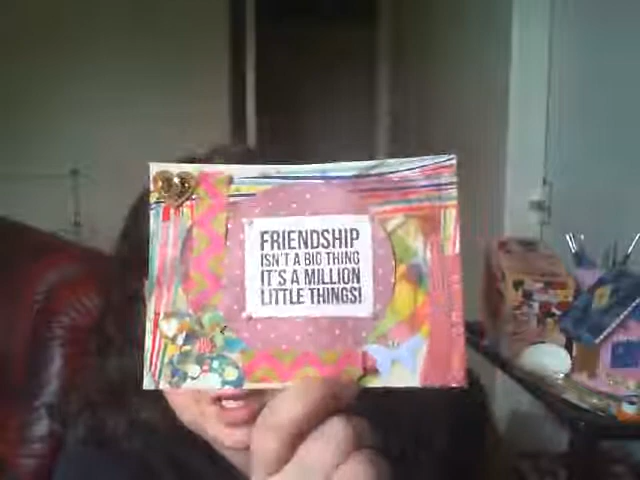 FRIENDSHIP
ISN'T A BIG THING
IT'S A MILLION
LITTLE THINGS!